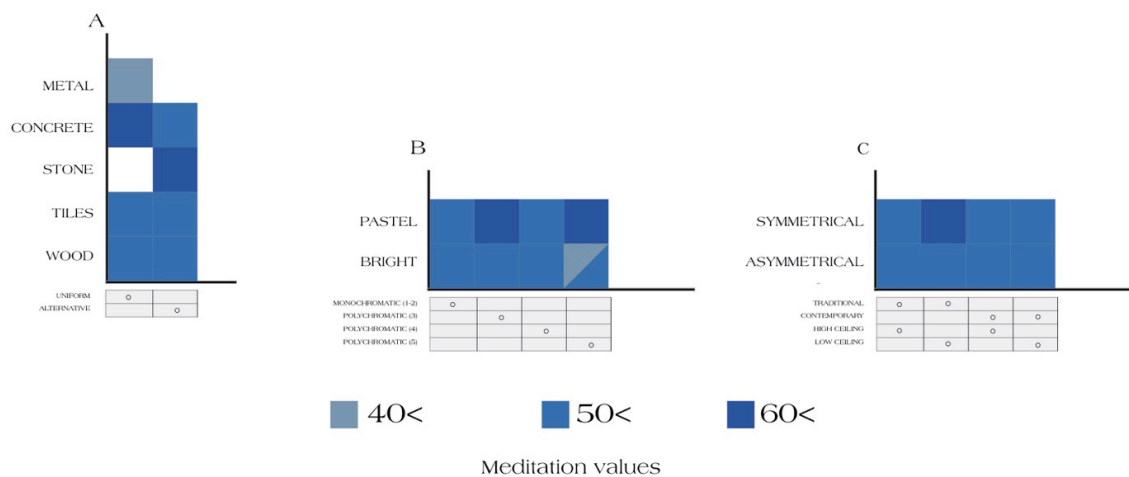 A
METAL
CONCRETE
STONE
TILES
WOOD
UNIFORM
ALTERNATIVE
B
PASTEL
BRIGHT
MONOCHROMATIC (1-2)
POLYCHROMATIC (3)
POLYCHROMATIC (4)
POLYCHROMATIC (5)
C
SYMMETRICAL
ASYMMETRICAL
TRADITIONAL
CONTEMPORARY
HIGH CEILING
LOW CEILING
40<
50<
60<
Meditation values